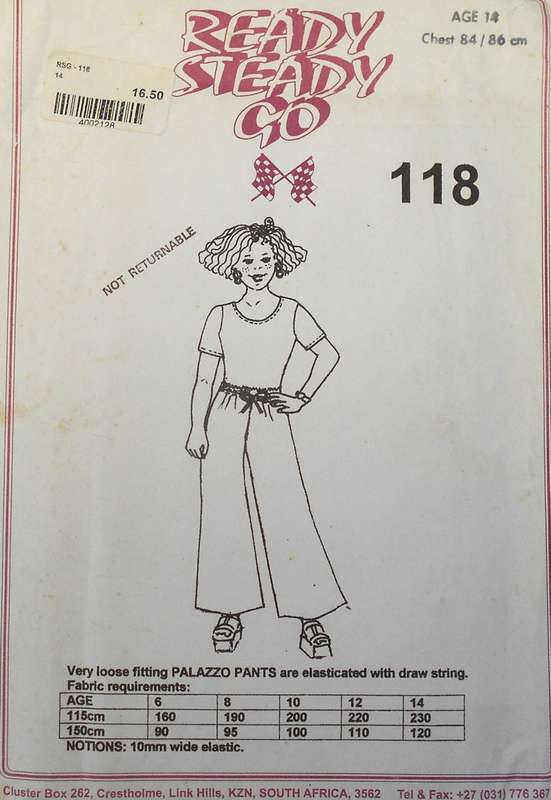 READY
STEADY
GO
AGE 14
Chest 84/86 cm
RSG - 118
14
16.50
4002128
118
NOT RETURNABLE
Very loose fitting PALAZZO PANTS are elasticated with draw string.
Fabric requirements:
AGE 6 8 10 12 14
115cm 160 190 200 220 230
150cm 90 95 100 110 120
NOTIONS: 10mm wide elastic.
Cluster Box 262, Crestholme, Link Hills, KZN, SOUTH AFRICA, 3562 Tel & Fax: +27 (031) 776 367